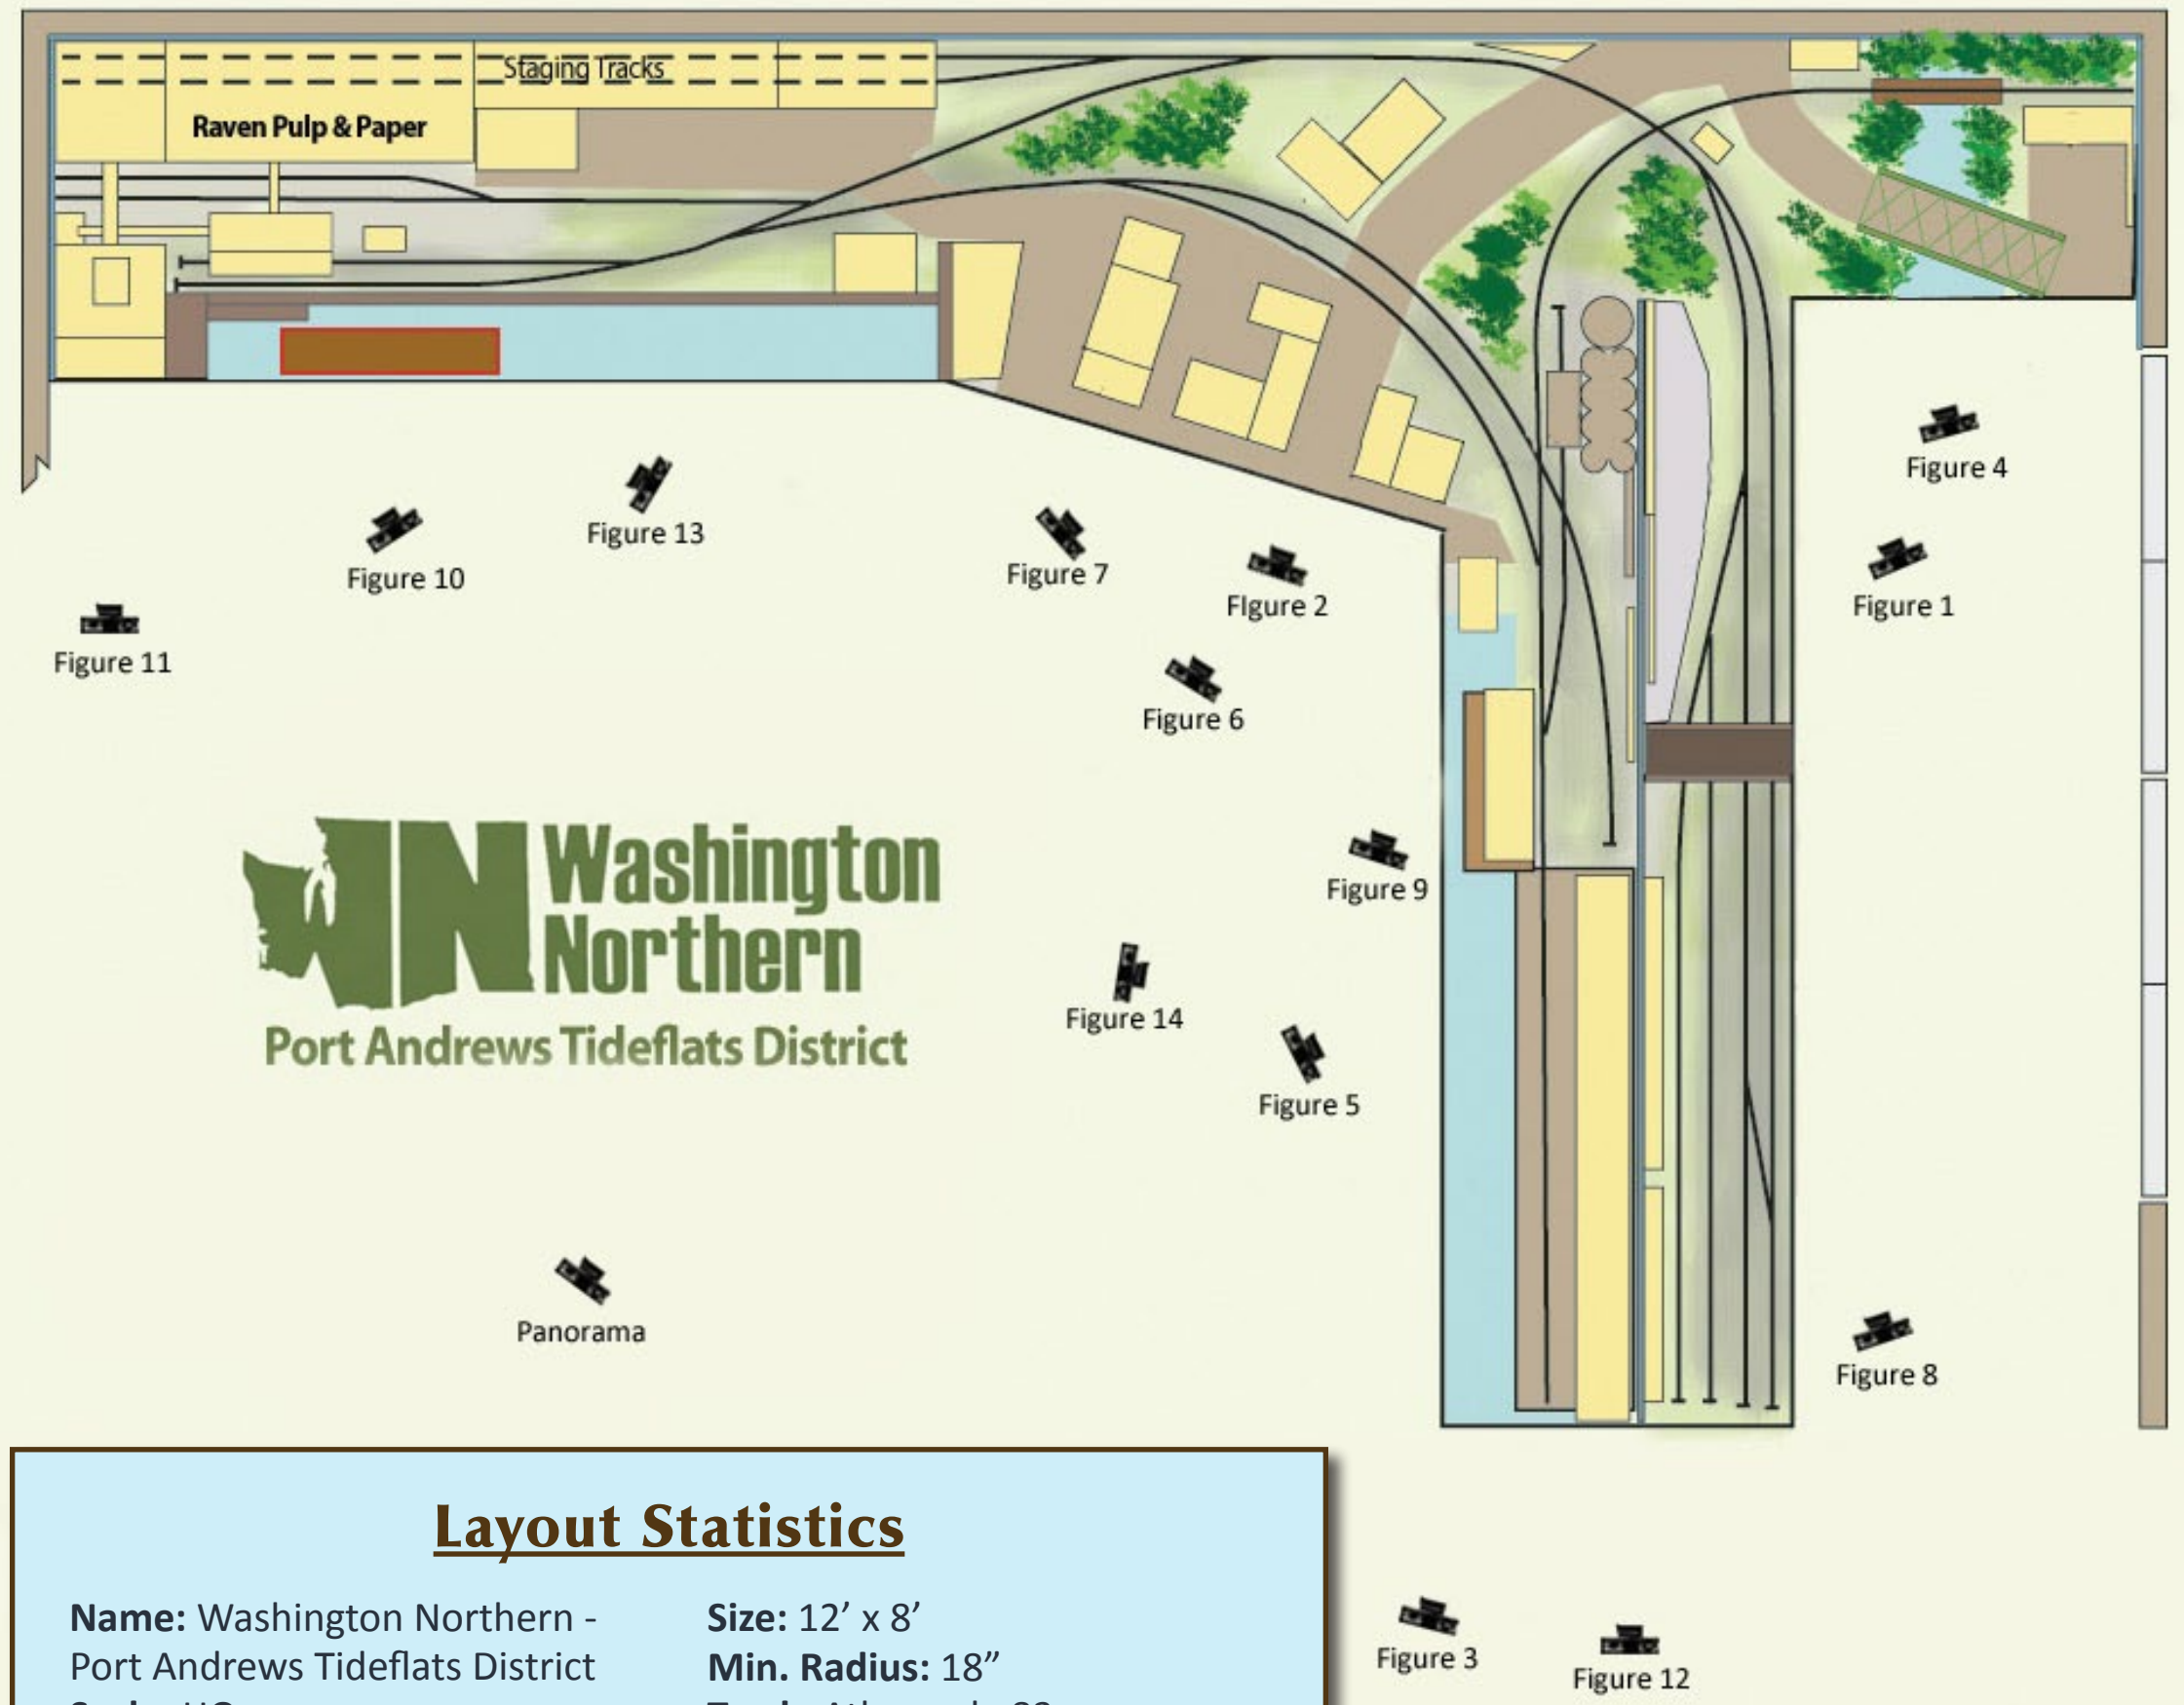 Staging Tracks
Raven Pulp & Paper
Figure 4
Figure 13
Figure 7
Figure 10
FIgure 2
Figure 1
Figure 11
Figure 6
WN Washington
Northern
Figure 9
Port Andrews Tideflats District
Figure 14
Figure 5
Panorama
Figure 8
Layout Statistics
Name: Washington Northern -
Port Andrews Tideflats District
Size: 12’ x 8’
Min. Radius: 18”
Figure 3
Figure 12